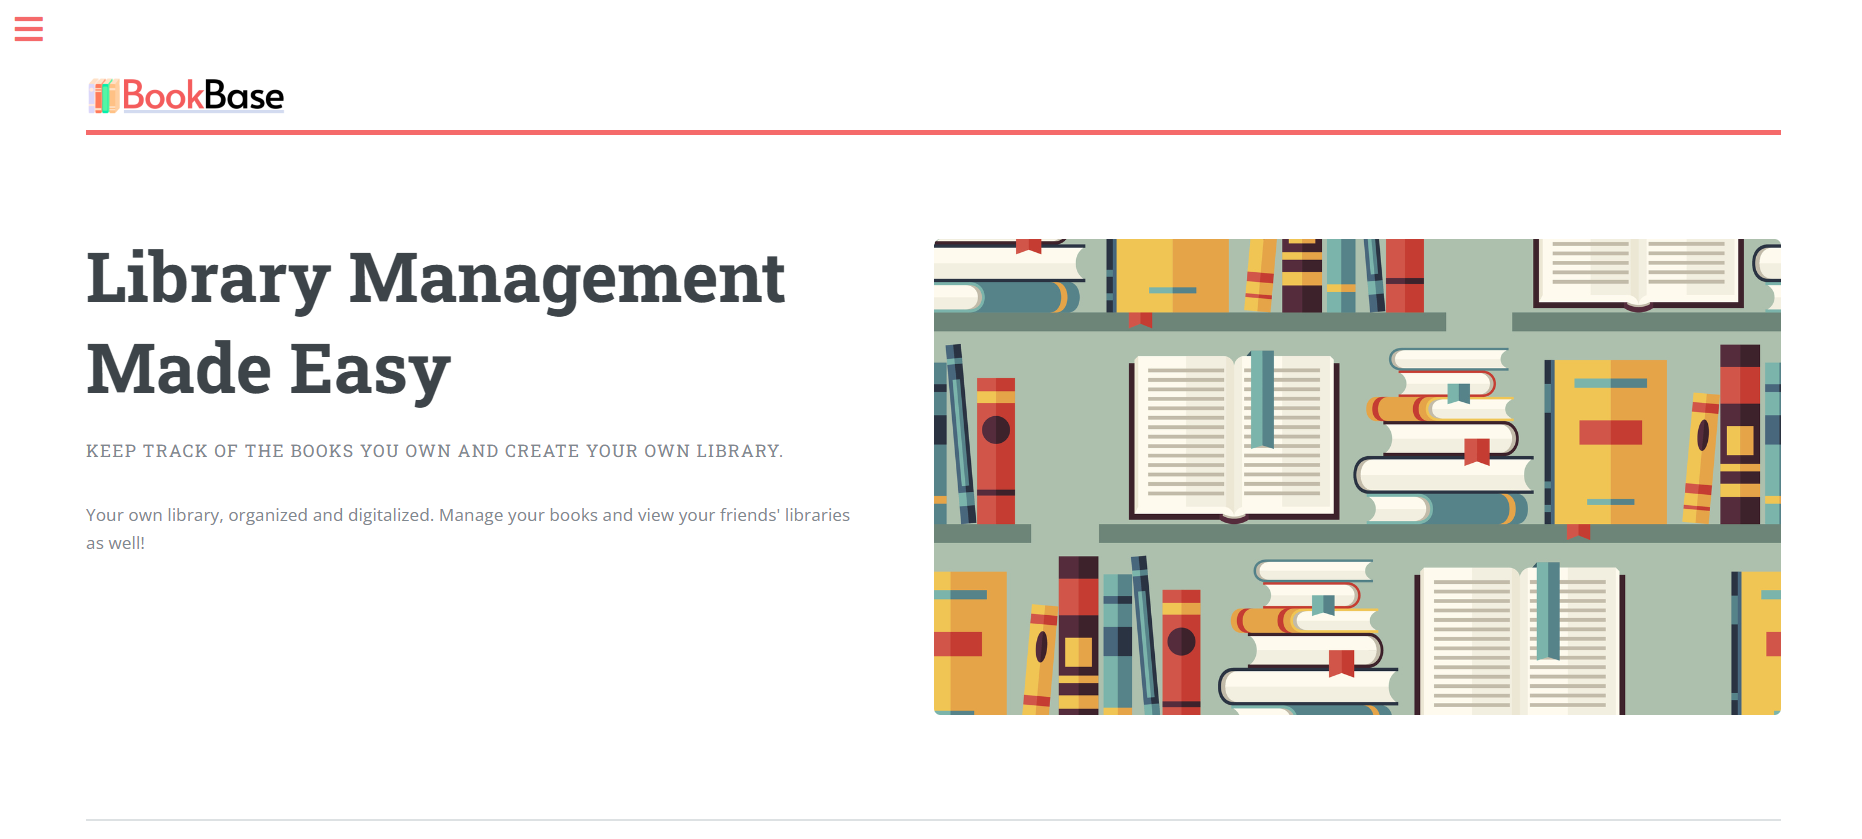 BookBase
Library Management
Made Easy
KEEP TRACK OF THE BOOKS YOU OWN AND CREATE YOUR OWN LIBRARY.
Your own library, organized and digitalized. Manage your books and view your friends' libraries
as well!